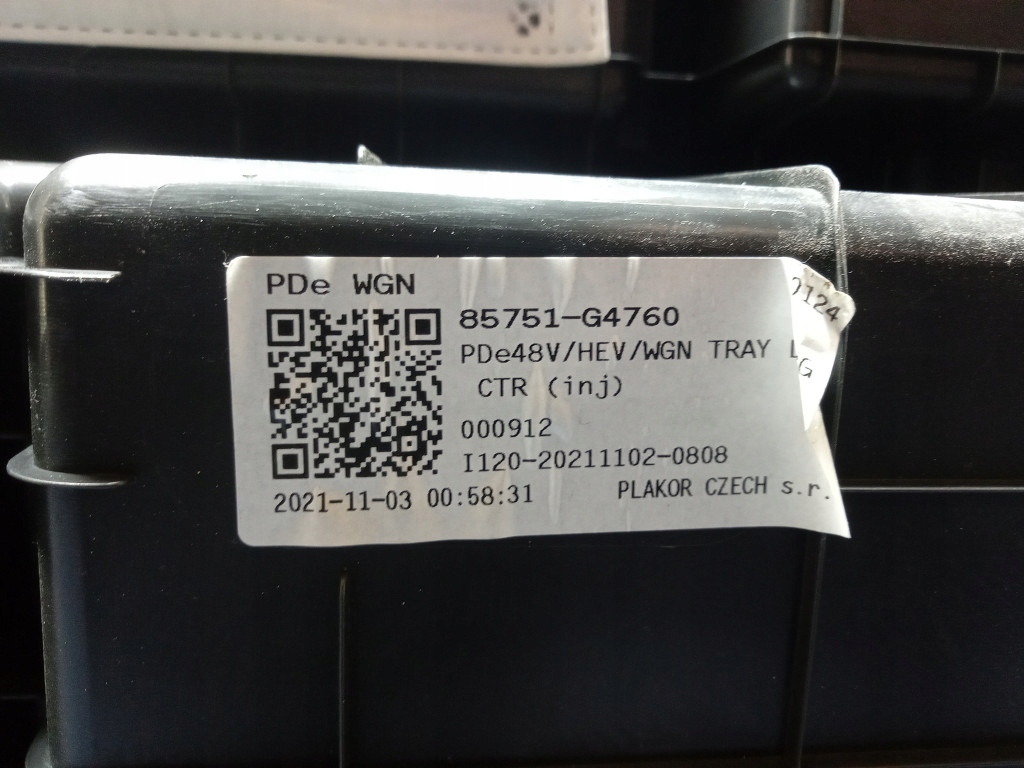 PDe WGN
85751-G4760
PDe48V/HEV/WGN TRAY
CTR (inj)
000912
I120-20211102-0808
2021-11-03 00:58:31
PLAKOR CZECH s.r.